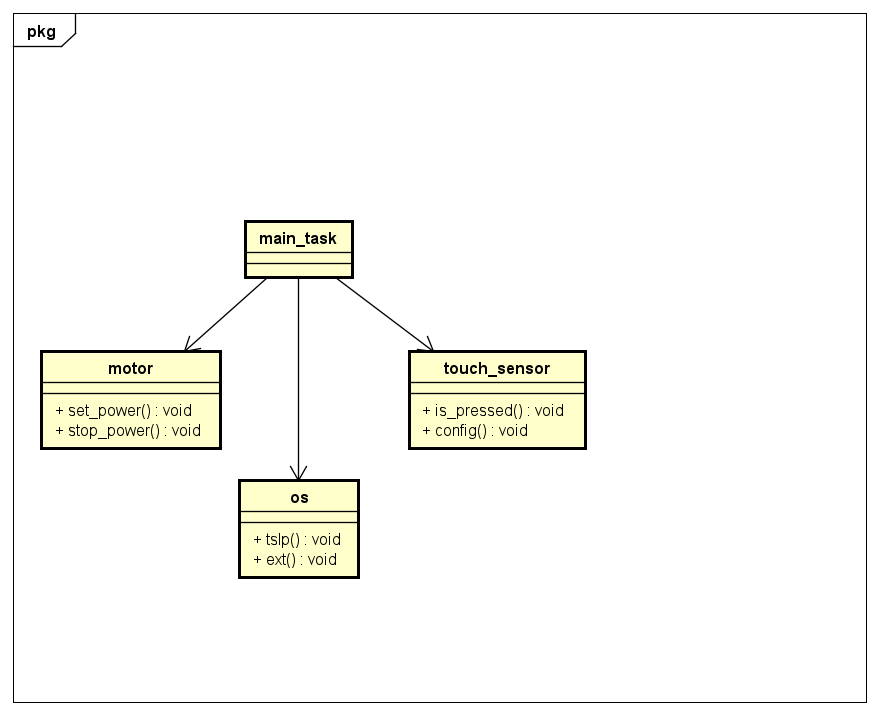 pkg
main_task
motor
+ set_power() : void
+ stop_power() : void
touch_sensor
+ is_pressed() : void
+ config() : void
os
+ tslp() : void
+ ext() : void